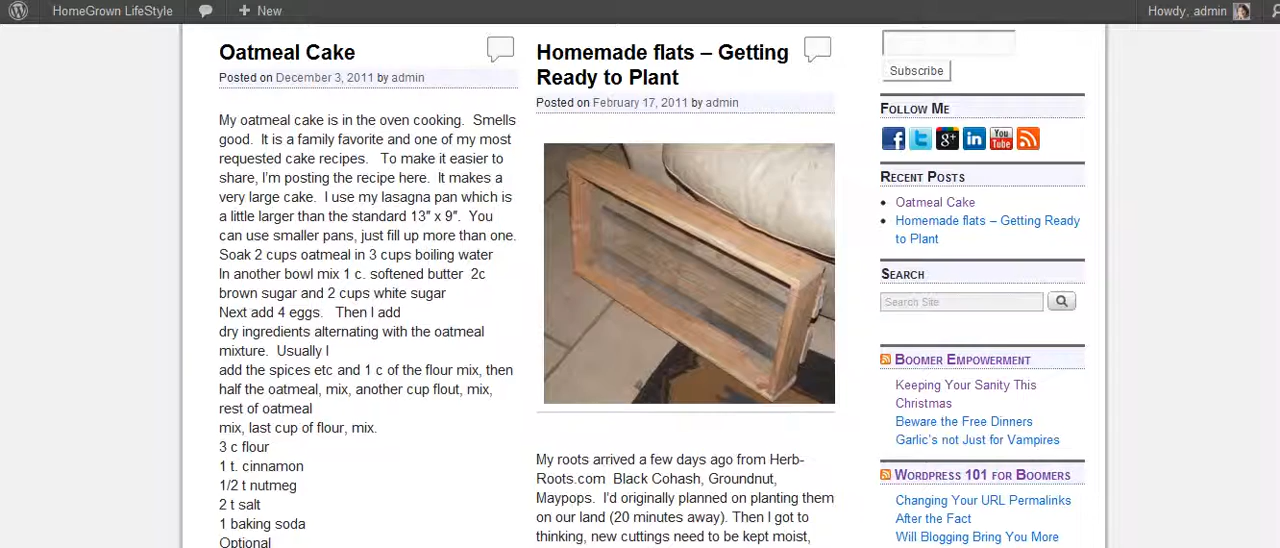 HomeGrown LifeStyle
New
Howdy, admin
Oatmeal Cake
Posted on December 3, 2011 by admin
My oatmeal cake is in the oven cooking.  Smells
good.  It is a family favorite and one of my most
requested cake recipes.   To make it easier to
share, I'm posting the recipe here.  It makes a
very large cake.  I use my lasagna pan which is
a little larger than the standard 13″ x 9″.  You
can use smaller pans, just fill up more than one.
Soak 2 cups oatmeal in 3 cups boiling water
In another bowl mix 1 c. softened butter  2c
brown sugar and 2 cups white sugar
Next add 4 eggs.   Then I add
dry ingredients alternating with the oatmeal
mixture.  Usually I
add the spices etc and 1 c of the flour mix, then
half the oatmeal, mix, another cup flout, mix,
rest of oatmeal
mix, last cup of flour, mix.
3 c flour
1 t. cinnamon
1/2 t nutmeg
2 t salt
1 baking soda
Optional
Homemade flats – Getting
Ready to Plant
Posted on February 17, 2011 by admin
My roots arrived a few days ago from Herb-
Roots.com  Black Cohash, Groundnut,
Maypops.  I'd originally planned on planting them
on our land (20 minutes away). Then I got to
thinking, new cuttings need to be kept moist,
Subscribe
Follow Me
You
Tube
Recent Posts
Oatmeal Cake
Homemade flats – Getting Ready
to Plant
Search
Search Site
Boomer Empowerment
Keeping Your Sanity This
Christmas
Beware the Free Dinners
Garlic's not Just for Vampires
Wordpress 101 for Boomers
Changing Your URL Permalinks
After the Fact
Will Blogging Bring You More